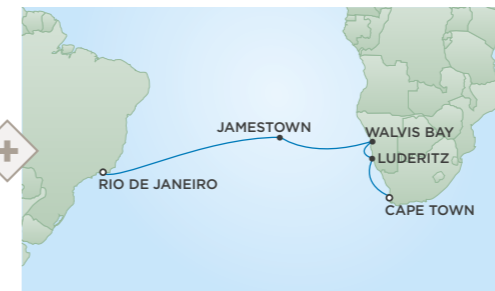 JAMESTOWN
WALVIS BAY
LUDERITZ
RIO DE JANEIRO
CAPE TOWN